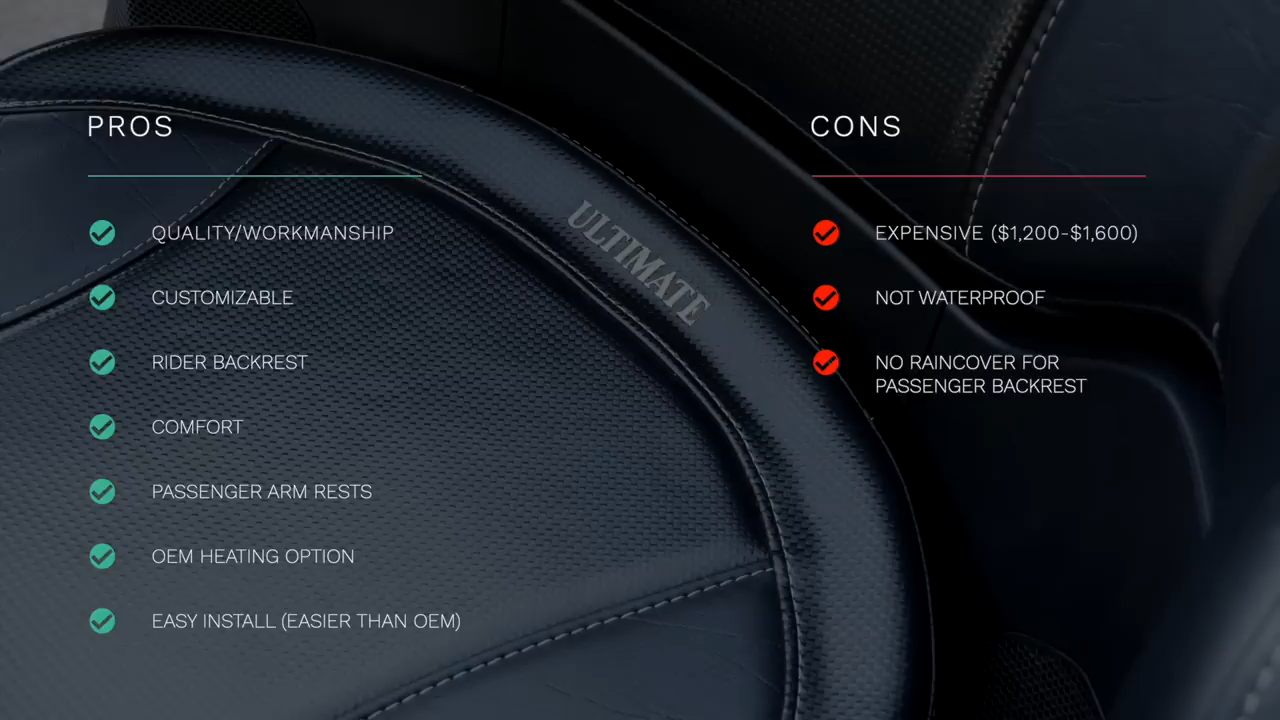 PROS
QUALITY/WORKMANSHIP
CUSTOMIZABLE
RIDER BACKREST
COMFORT
PASSENGER ARM RESTS
OEM HEATING OPTION
EASY INSTALL (EASIER THAN OEM)
ULTIMATE
CONS
EXPENSIVE ($1,200-$1,600)
NOT WATERPROOF
NO RAINCOVER FOR
PASSENGER BACKREST